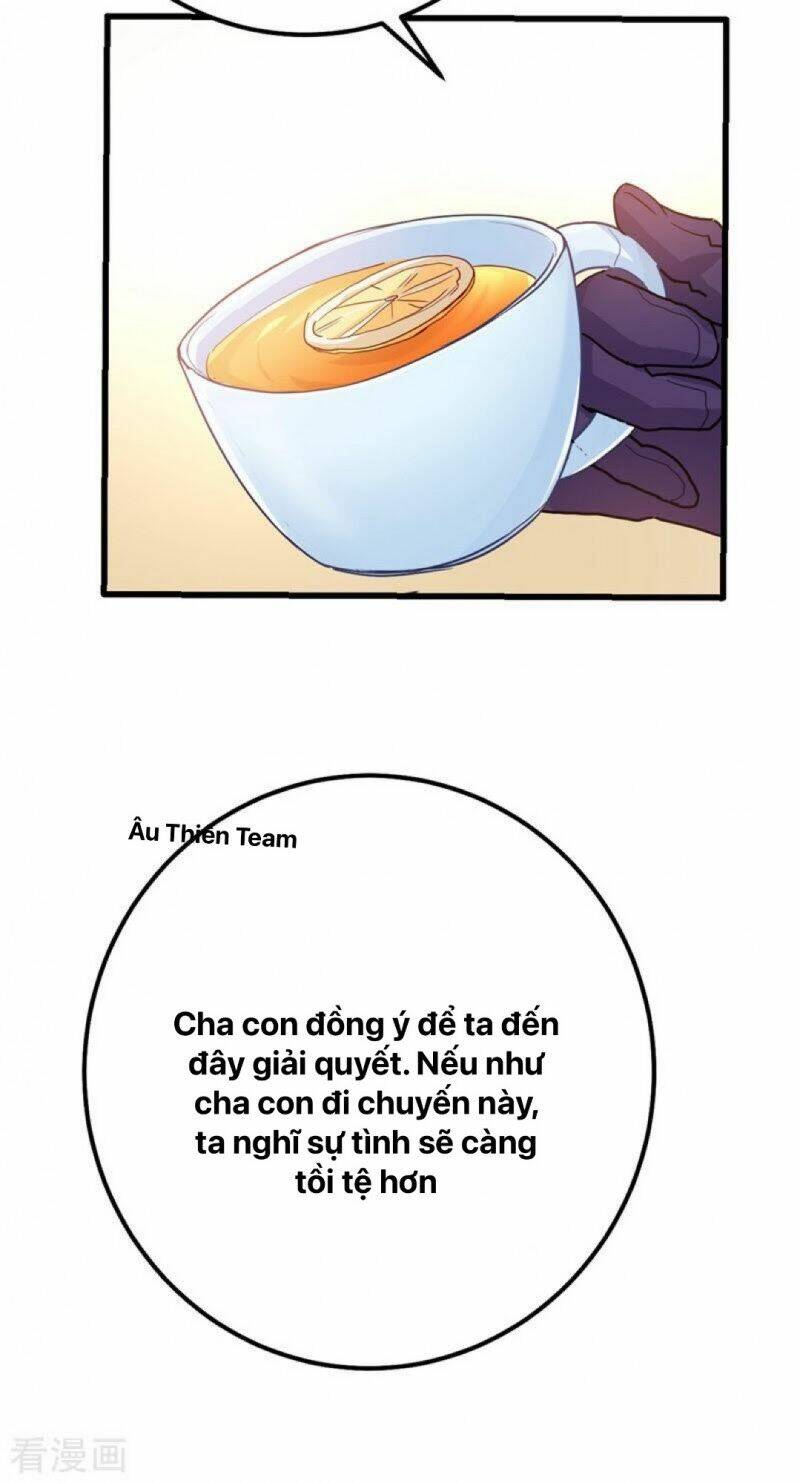 Âu Thiên Team
Cha con đồng ý để ta đến
đây giải quyết. Nếu như
cha con đi chuyến này,
ta nghĩ sự tình sẽ càng
tồi tệ hơn
看漫画